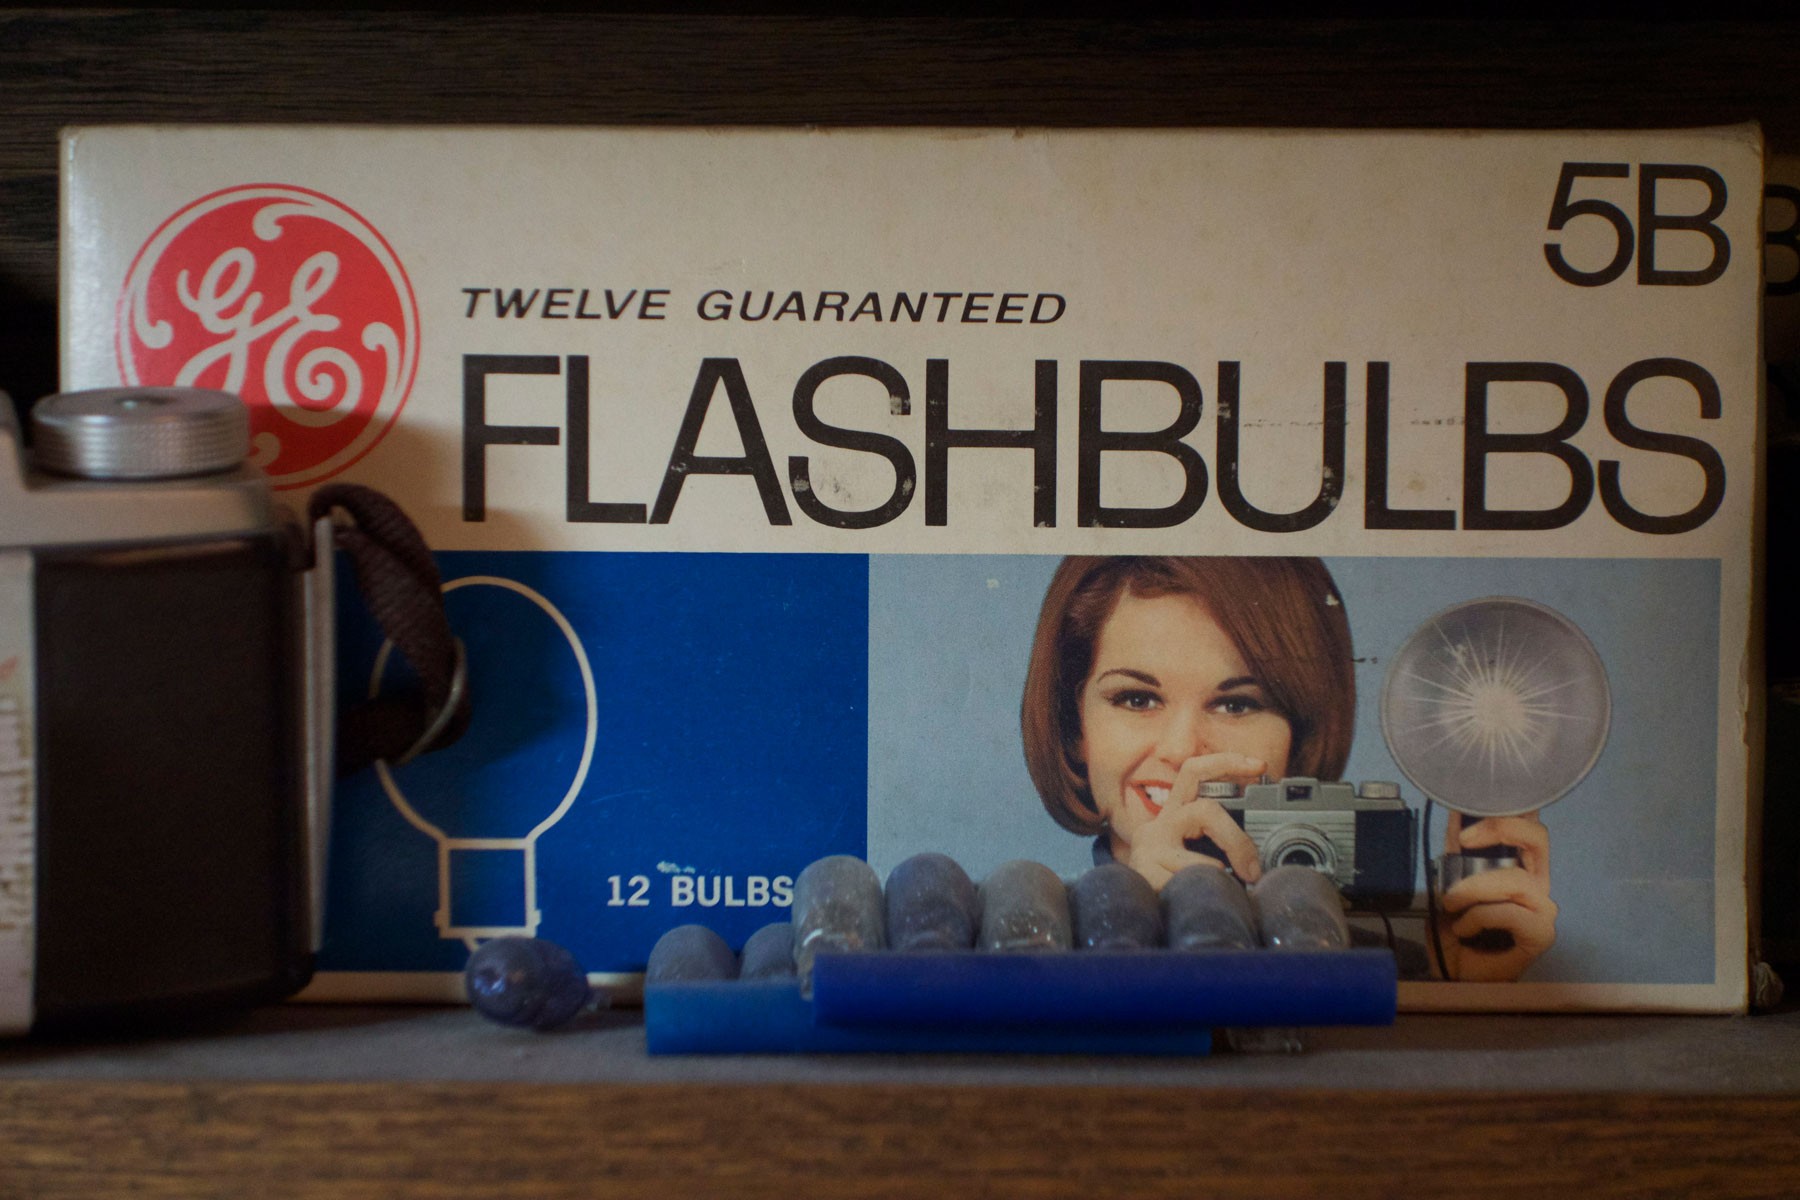 5B
GE
TWELVE GUARANTEED
FLASHBULBS
12 BULBS